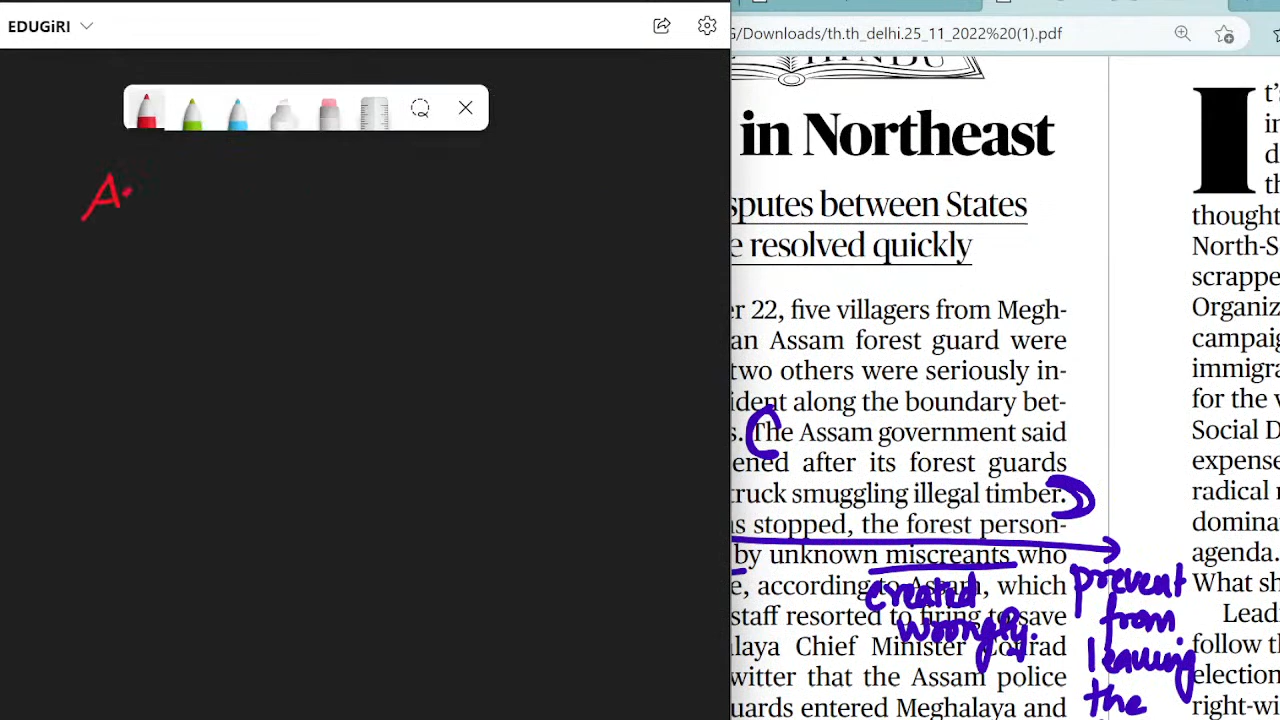 EDUGiRI
/Downloads/th.th_delhi.25_11_2022%20(1).pdf
A.
HINDU
in Northeast
sputes between States
e resolved quickly
er 22, five villagers from Megh-
an Assam forest guard were
two others were seriously in-
ident along the boundary bet-
s. The Assam government said
ened after its forest guards
truck smuggling illegal timber.
as stopped, the forest person-
by unknown miscreants who
e, according to Assam, which
staff resorted to firing to save
laya Chief Minister Conrad
witter that the Assam police
uards entered Meghalaya and
created
wrongly.
prevent
from
leaving
the
I t's
in
d
th
thought
North-S
scrappe
Organiz
campaig
immigra
for the v
Social D
expense
radical r
domina
agenda.
What sh
Leadi
follow th
election
right-wi